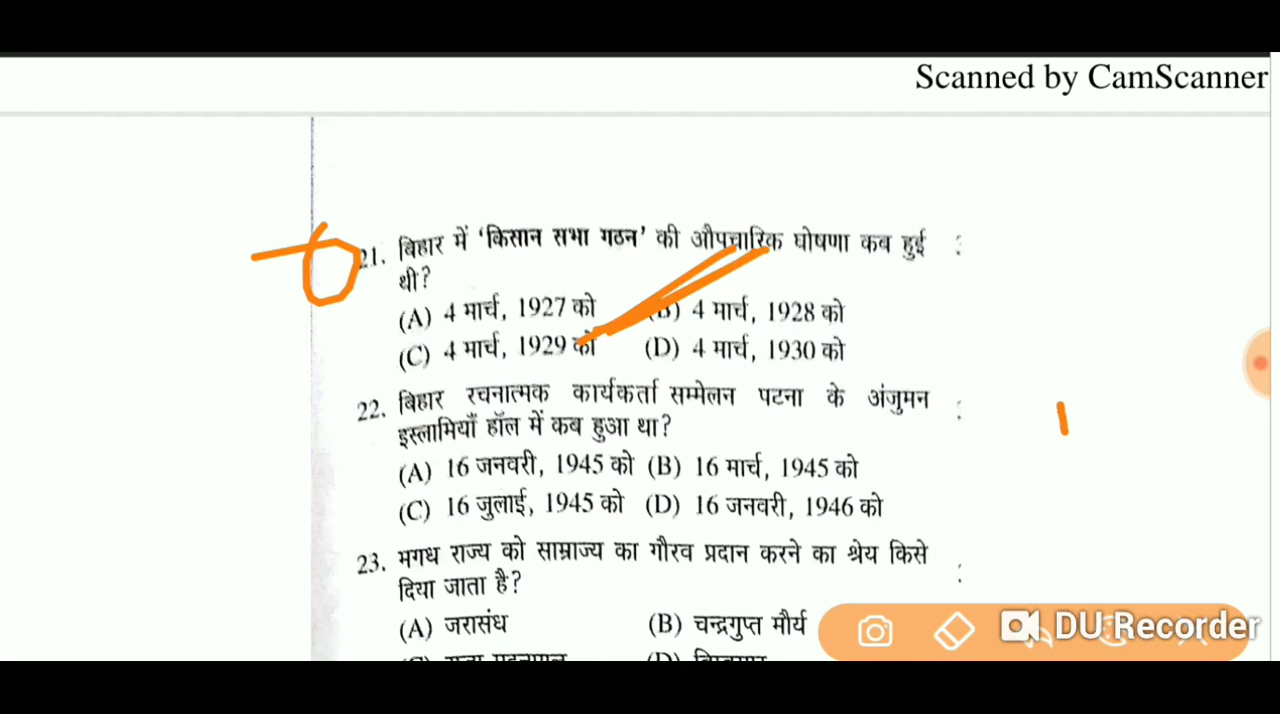 Scanned by CamScanner
21. बिहार में ‘किसान सभा गठन’ की औपचारिक घोषणा कब हुई :
थी?
(A) 4 मार्च, 1927 को (B) 4 मार्च, 1928 को
(C) 4 मार्च, 1929 को (D) 4 मार्च, 1930 को
22. बिहार रचनात्मक कार्यकर्ता सम्मेलन पटना के अंजुमन :
इस्लामियाँ हॉल में कब हुआ था?
(A) 16 जनवरी, 1945 को (B) 16 मार्च, 1945 को
(C) 16 जुलाई, 1945 को (D) 16 जनवरी, 1946 को
23. मगध राज्य को साम्राज्य का गौरव प्रदान करने का श्रेय किसे
दिया जाता है? :
(A) जरासंध (B) चन्द्रगुप्त मौर्य
DU Recorder